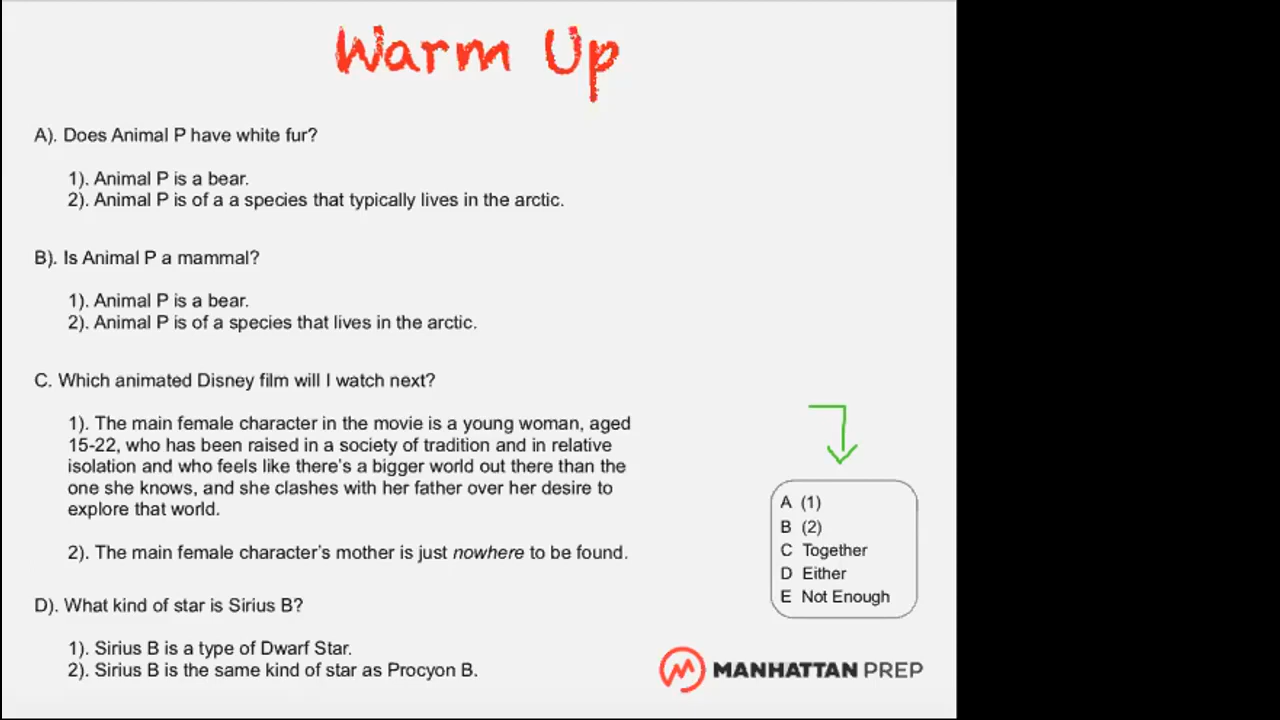 Warm Up
A). Does Animal P have white fur?
1). Animal P is a bear.
2). Animal P is of a a species that typically lives in the arctic.
B). Is Animal P a mammal?
1). Animal P is a bear.
2). Animal P is of a species that lives in the arctic.
C. Which animated Disney film will I watch next?
1). The main female character in the movie is a young woman, aged
15-22, who has been raised in a society of tradition and in relative
isolation and who feels like there's a bigger world out there than the
one she knows, and she clashes with her father over her desire to
explore that world.
2). The main female character's mother is just nowhere to be found.
D). What kind of star is Sirius B?
1). Sirius B is a type of Dwarf Star.
2). Sirius B is the same kind of star as Procyon B.
A (1)
B (2)
C Together
D Either
E Not Enough
MANHATTAN PREP